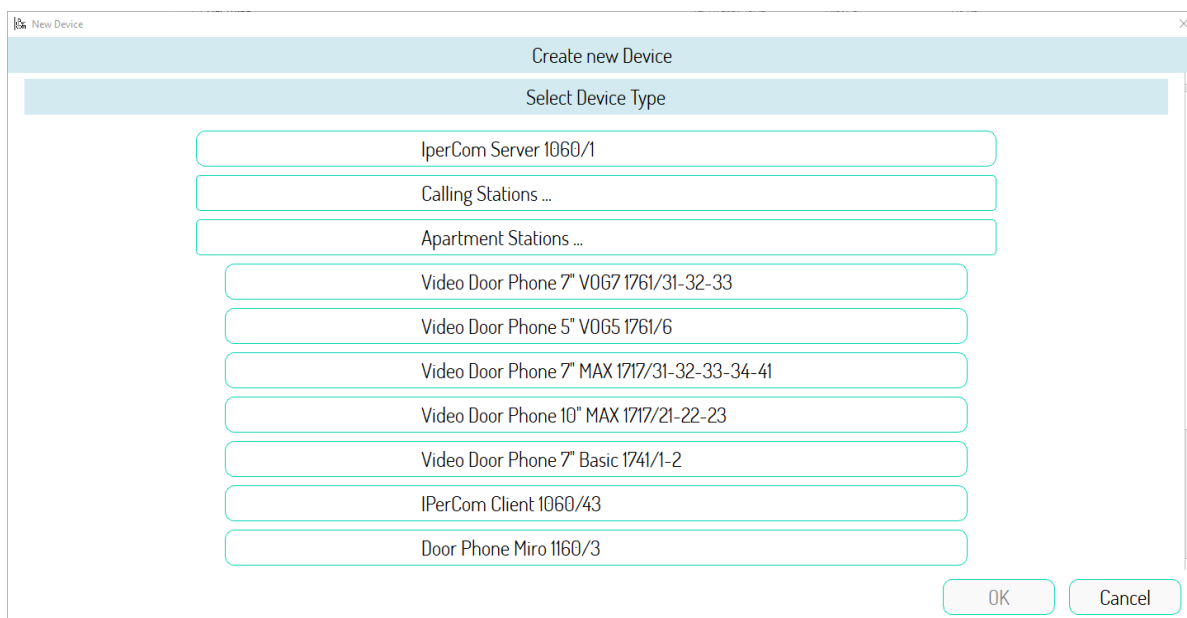 New Device
Create new Device
Select Device Type
IperCom Server 1060/1
Calling Stations ...
Apartment Stations ...
Video Door Phone 7" VOG7 1761/31-32-33
Video Door Phone 5" VOG5 1761/6
Video Door Phone 7" MAX 1717/31-32-33-34-41
Video Door Phone 10" MAX 1717/21-22-23
Video Door Phone 7" Basic 1741/1-2
IPerCom Client 1060/43
Door Phone Miro 1160/3
OK Cancel